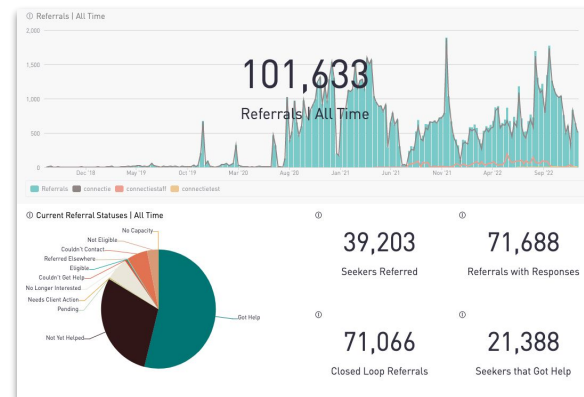 Referrals | All Time
2,000
1,500
1,000
500
0
101,633
Referrals | All Time
Dec '18 May '19 Oct '19 Mar '20 Aug '20 Jan '21 Jun '21 Nov '21 Apr '22 Sep '22
Referrals connectie connectiestaff connectietest
Current Referral Statuses | All Time
No Capacity
Not Eligible
Couldn't Contact
Referred Elsewhere
Eligible
Couldn't Get Help
No Longer Interested
Needs Client Action
Pending
Got Help
Not Yet Helped
39,203
Seekers Referred
71,688
Referrals with Responses
71,066
Closed Loop Referrals
21,388
Seekers that Got Help